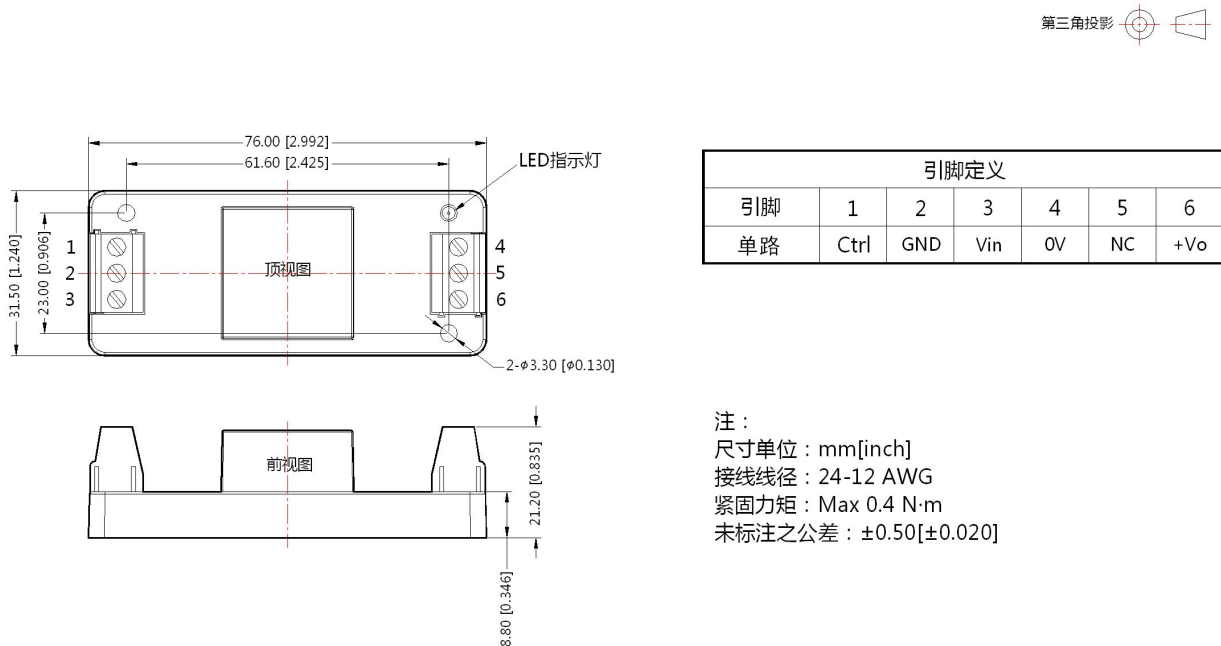 第三角投影
76.00 [2.992]
61.60 [2.425]
LED指示灯
31.50 [1.240]
23.00 [0.906]
1
2
3
顶视图
4
5
6
2-φ3.30 [φ0.130]
引脚定义
引脚 1 2 3 4 5 6
单路 Ctrl GND Vin 0V NC +Vo
前视图
21.20 [0.835]
8.80 [0.346]
注：
尺寸单位：mm[inch]
接线线径：24-12 AWG
紧固力矩：Max 0.4 N·m
未标注之公差：±0.50[±0.020]